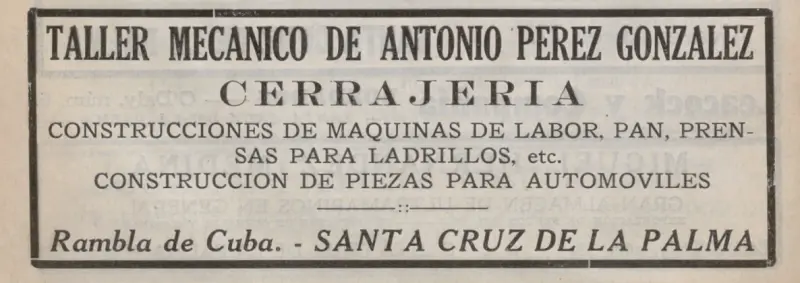 TALLER MECANICO DE ANTONIO PEREZ GONZALEZ
CERRAJERIA
CONSTRUCCIONES DE MAQUINAS DE LABOR, PAN, PREN-
SAS PARA LADRILLOS, etc.
CONSTRUCCION DE PIEZAS PARA AUTOMOVILES
Rambla de Cuba. - SANTA CRUZ DE LA PALMA